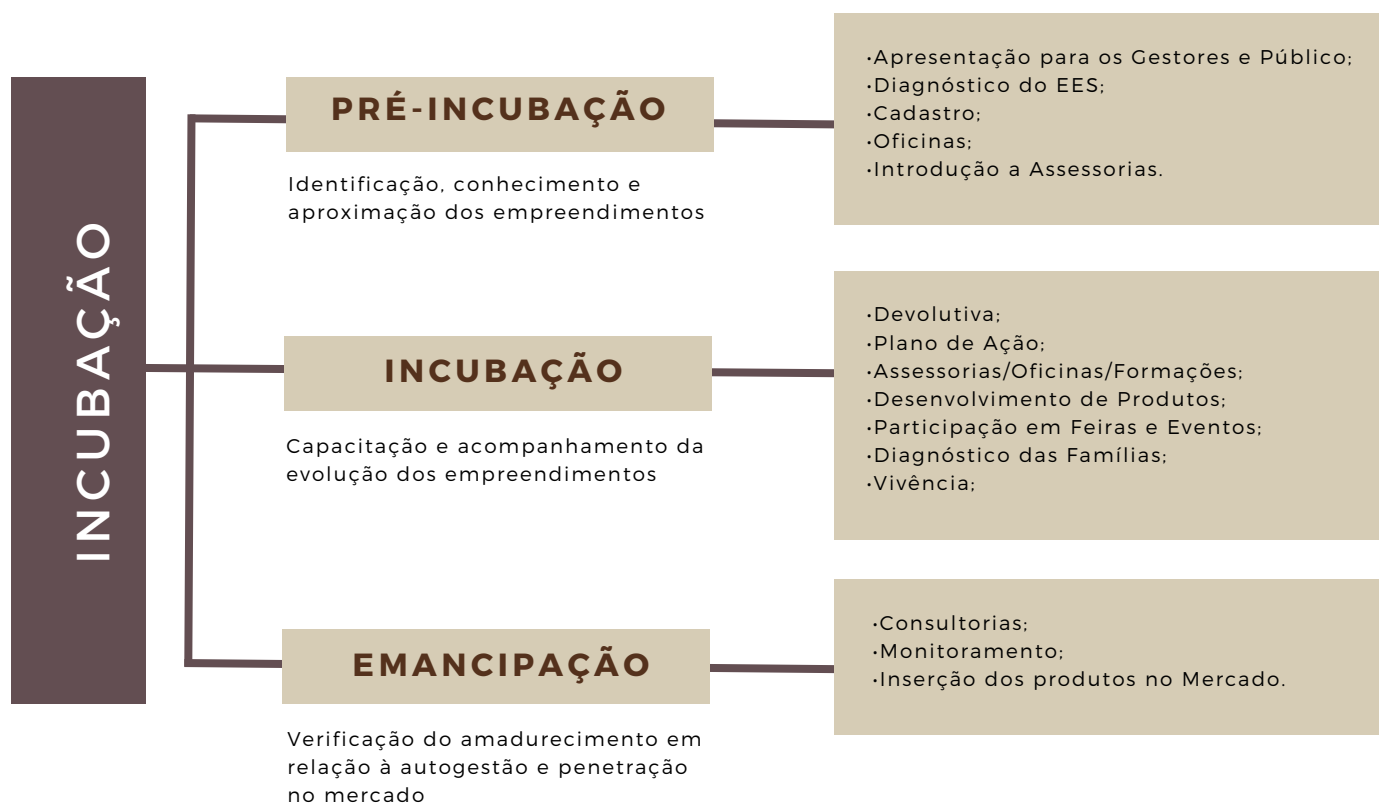 INCUBAÇÃO
PRÉ-INCUBAÇÃO
Identificação, conhecimento e
aproximação dos empreendimentos
•Apresentação para os Gestores e Público;
•Diagnóstico do EES;
•Cadastro;
•Oficinas;
•Introdução a Assessorias.
INCUBAÇÃO
Capacitação e acompanhamento da
evolução dos empreendimentos
•Devolutiva;
•Plano de Ação;
•Assessorias/Oficinas/Formações;
•Desenvolvimento de Produtos;
•Participação em Feiras e Eventos;
•Diagnóstico das Famílias;
•Vivência;
EMANCIPAÇÃO
Verificação do amadurecimento em
relação à autogestão e penetração
no mercado
•Consultorias;
•Monitoramento;
•Inserção dos produtos no Mercado.